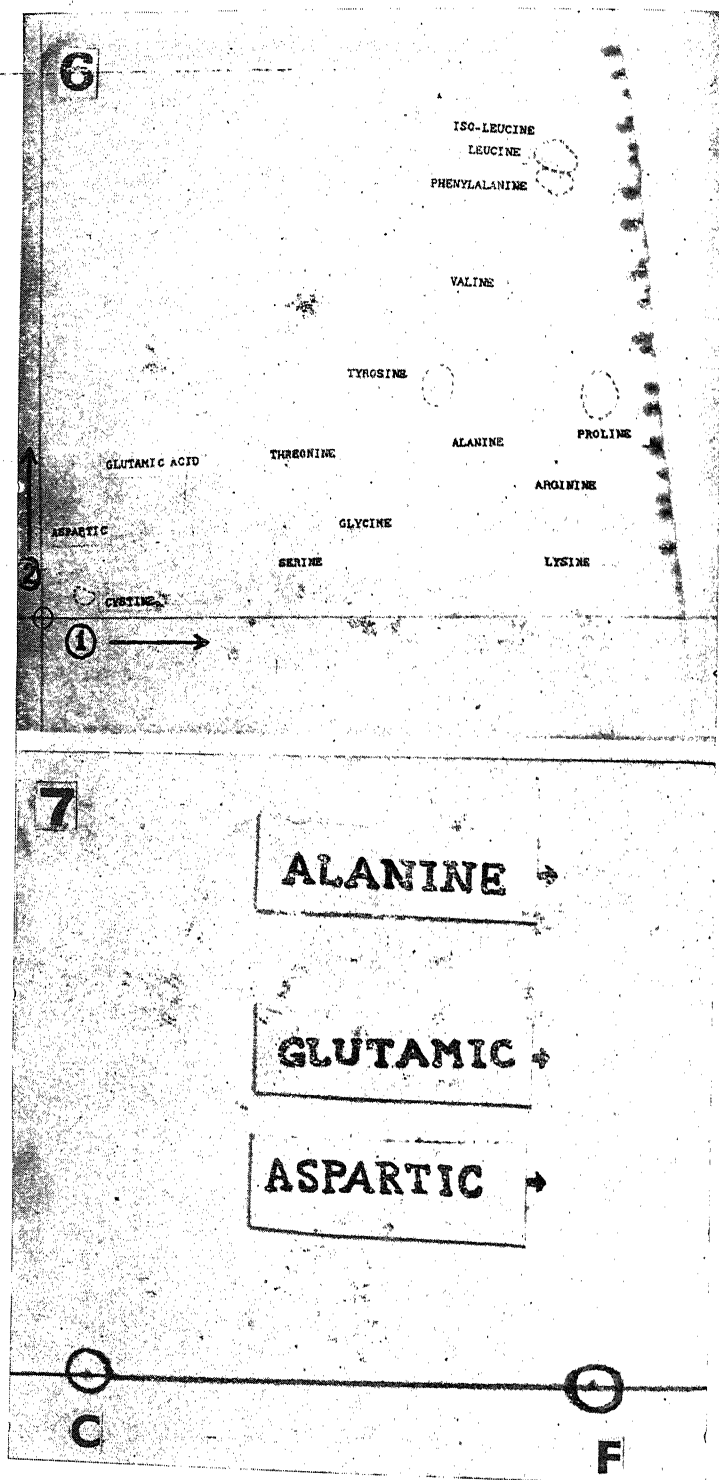 6
ISO-LEUCINE
LEUCINE
PHENYLALANINE
VALINE
TYROSINE
PROLINE
ALANINE
THREONINE
GLUTAMIC ACID
ARGININE
GLYCINE
ASPARTIC
SERINE
LYSINE
2
CYSTINE
1
7
ALANINE
GLUTAMIC
ASPARTIC
C
F